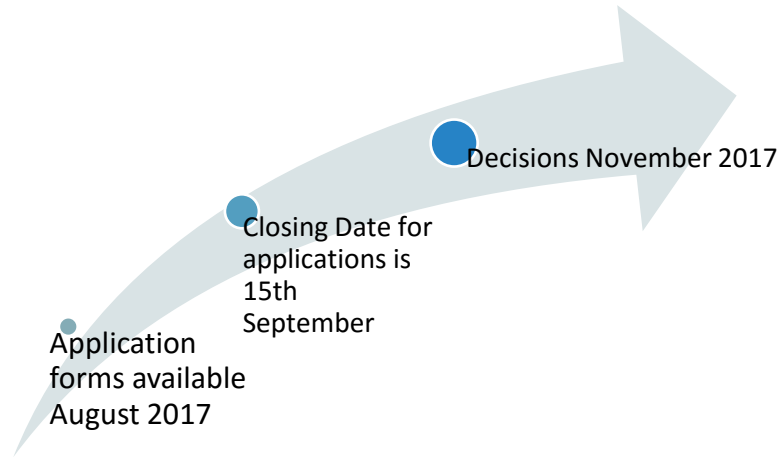 Application
forms available
August 2017
Closing Date for
applications is
15th
September
Decisions November 2017